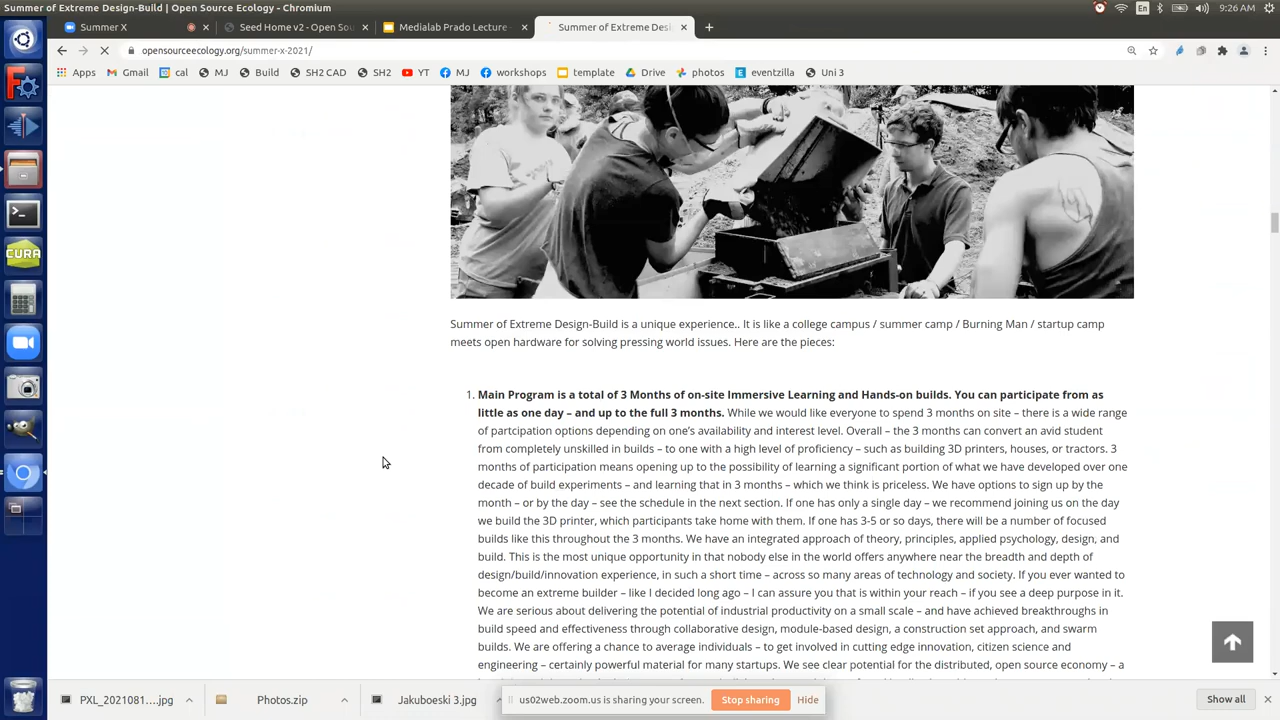 Summer of Extreme Design-Build | Open Source Ecology - Chromium
En
9:26 AM
Summer X
Seed Home v2 - Open Sou
Medialab Prado Lecture -
Summer of Extreme Desi
opensourceecology.org/summer-x-2021/
Apps
Gmail
cal
MJ
Build
SH2 CAD
SH2
YT
MJ
workshops
template
Drive
photos
eventzilla
Uni 3
CURA
Summer of Extreme Design-Build is a unique experience.. It is like a college campus / summer camp / Burning Man / startup camp
meets open hardware for solving pressing world issues. Here are the pieces:
1. Main Program is a total of 3 Months of on-site Immersive Learning and Hands-on builds. You can participate from as
little as one day – and up to the full 3 months. While we would like everyone to spend 3 months on site – there is a wide range
of partcipation options depending on one's availability and interest level. Overall – the 3 months can convert an avid student
from completely unskilled in builds – to one with a high level of proficiency – such as building 3D printers, houses, or tractors. 3
months of participation means opening up to the possibility of learning a significant portion of what we have developed over one
decade of build experiments – and learning that in 3 months – which we think is priceless. We have options to sign up by the
month – or by the day – see the schedule in the next section. If one has only a single day – we recommend joining us on the day
we build the 3D printer, which participants take home with them. If one has 3-5 or so days, there will be a number of focused
builds like this throughout the 3 months. We have an integrated approach of theory, principles, applied psychology, design, and
build. This is the most unique opportunity in that nobody else in the world offers anywhere near the breadth and depth of
design/build/innovation experience, in such a short time – across so many areas of technology and society. If you ever wanted to
become an extreme builder – like I decided long ago – I can assure you that is within your reach – if you see a deep purpose in it.
We are serious about delivering the potential of industrial productivity on a small scale – and have achieved breakthroughs in
build speed and effectiveness through collaborative design, module-based design, a construction set approach, and swarm
builds. We are offering a chance to average individuals – to get involved in cutting edge innovation, citizen science and
engineering – certainly powerful material for many startups. We see clear potential for the distributed, open source economy – a
PXL_2021081....jpg
Photos.zip
Jakuboeski 3.jpg
us02web.zoom.us is sharing your screen.
Stop sharing
Hide
Show all